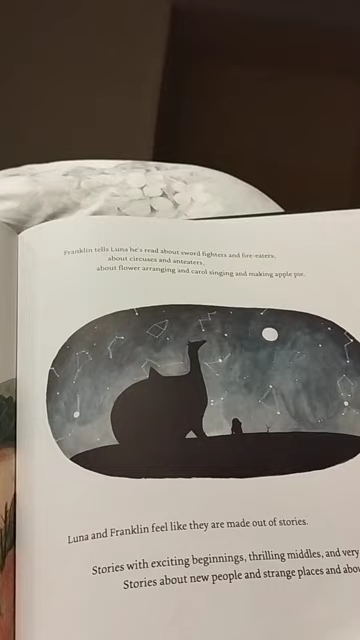 Franklin tells Luna he's read about sword fighters and fire-eaters,
about circuses and anteaters,
about flower arranging and carol singing and making apple pie.
Luna and Franklin feel like they are made out of stories.
Stories with exciting beginnings, thrilling middles, and very
Stories about new people and strange places and